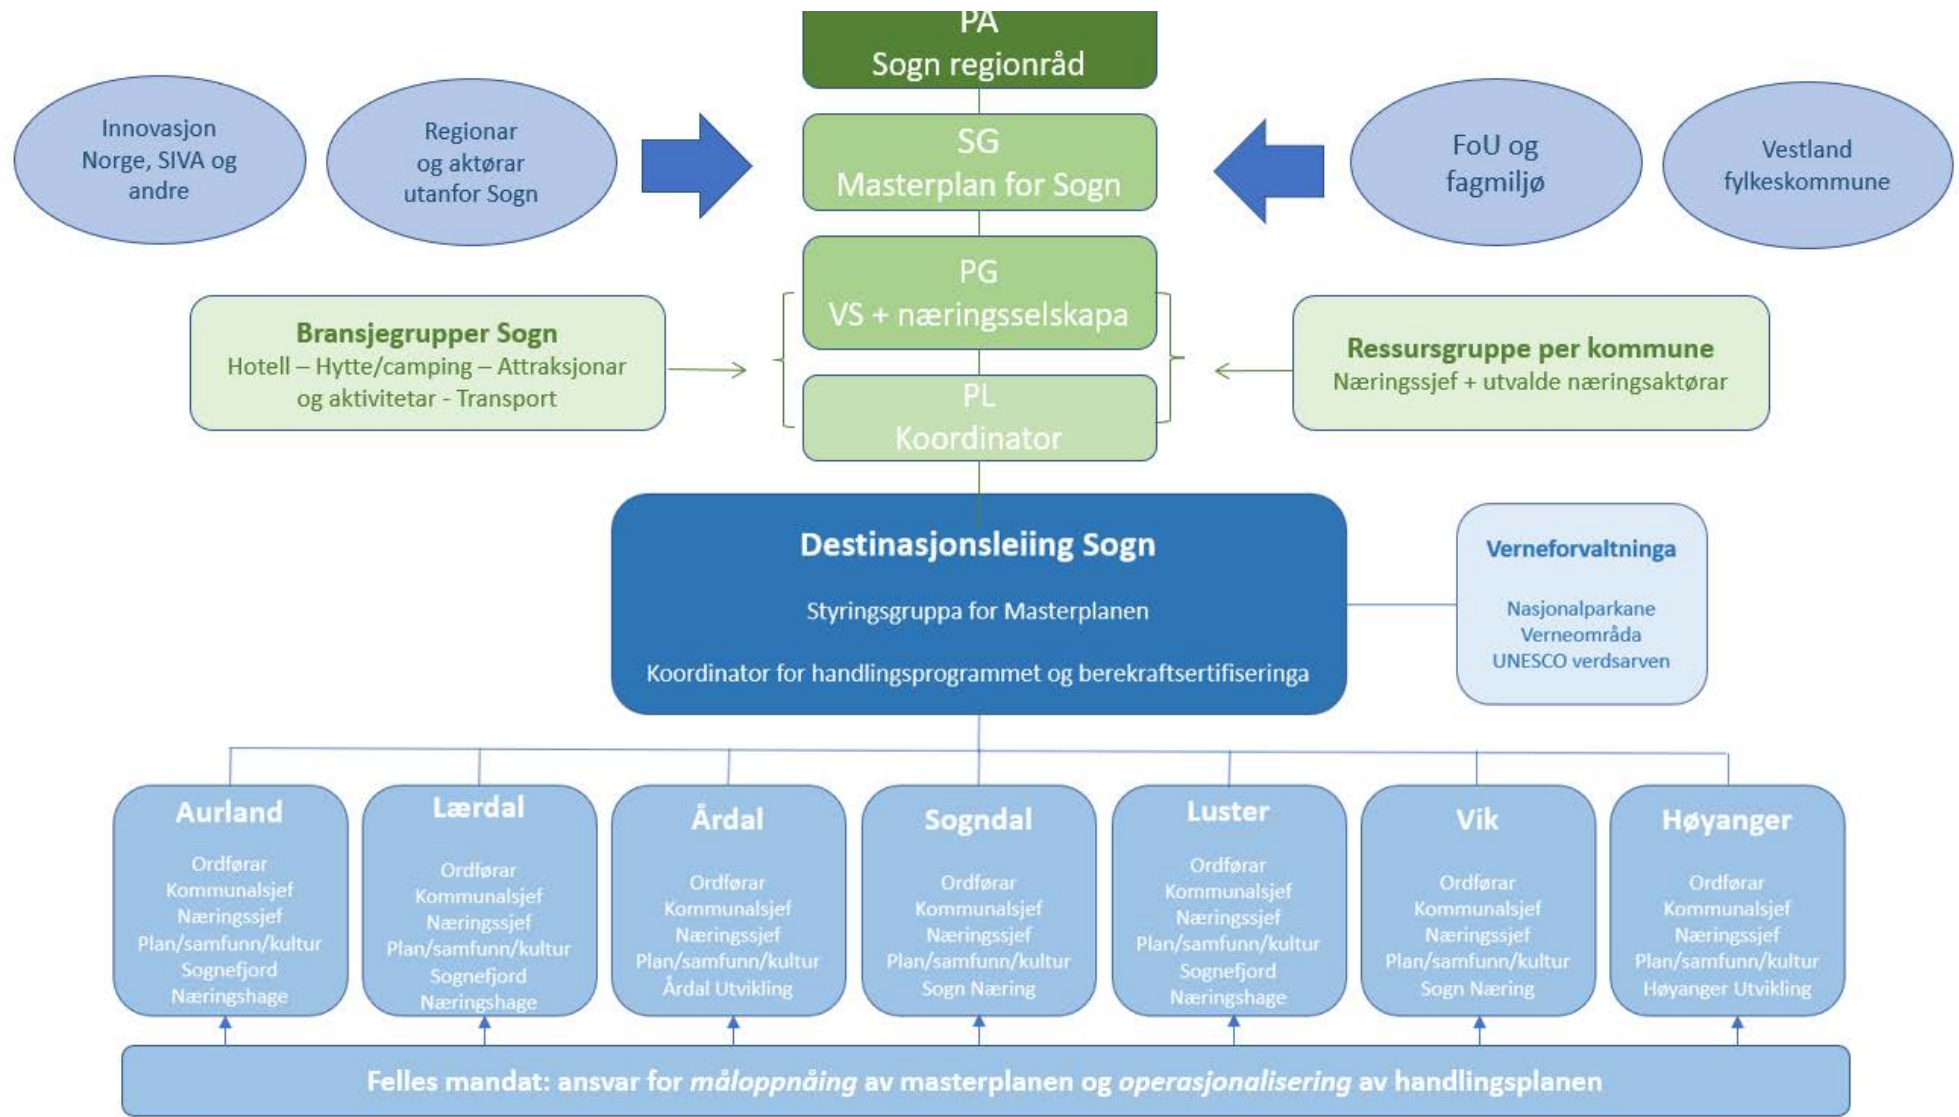 PA
Sogn regionråd
Innovasjon
Norge, SIVA og
andre
Regionar
og aktørar
utanfor Sogn
SG
Masterplan for Sogn
FoU og
fagmiljø
Vestland
fylkeskommune
PG
VS + næringsselskapa
Bransjegrupper Sogn
Hotell – Hytte/camping – Attraksjonar
og aktivitetar - Transport
Ressursgruppe per kommune
Næringssjef + utvalde næringsaktørar
PL
Koordinator
Destinasjonsleiing Sogn
Styringsgruppa for Masterplanen
Koordinator for handlingsprogrammet og berekraftsertifiseringa
Verneforvaltninga
Nasjonalparkane
Verneområda
UNESCO verdsarven
Aurland
Ordførar
Kommunalsjef
Næringssjef
Plan/samfunn/kultur
Sognefjord
Næringshage
Lærdal
Ordførar
Kommunalsjef
Næringssjef
Plan/samfunn/kultur
Sognefjord
Næringshage
Årdal
Ordførar
Kommunalsjef
Næringssjef
Plan/samfunn/kultur
Årdal Utvikling
Sogndal
Ordførar
Kommunalsjef
Næringssjef
Plan/samfunn/kultur
Sogn Næring
Luster
Ordførar
Kommunalsjef
Næringssjef
Plan/samfunn/kultur
Sognefjord
Næringshage
Vik
Ordførar
Kommunalsjef
Næringssjef
Plan/samfunn/kultur
Sogn Næring
Høyanger
Ordførar
Kommunalsjef
Næringssjef
Plan/samfunn/kultur
Høyanger Utvikling
Felles mandat: ansvar for måloppnåing av masterplanen og operasjonalisering av handlingsplanen